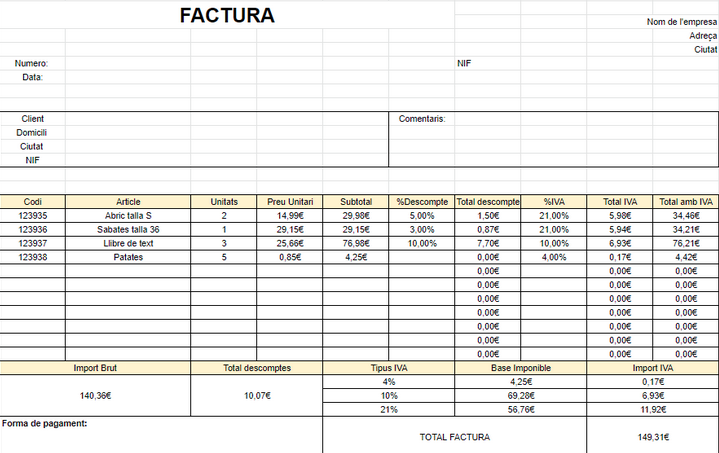 FACTURA
Nom de l'empresa
Adreça
Ciutat
Numero: NIF
Data:
Client Comentaris:
Domicili
Ciutat
NIF
Codi Article Unitats Preu Unitari Subtotal %Descompte Total descompte %IVA Total IVA Total amb IVA
123935 Abric talla S 2 14,99€ 29,98€ 5,00% 1,50€ 21,00% 5,98€ 34,46€
123936 Sabates talla 36 1 29,15€ 29,15€ 3,00% 0,87€ 21,00% 5,94€ 34,21€
123937 Llibre de text 3 25,66€ 76,98€ 10,00% 7,70€ 10,00% 6,93€ 76,21€
123938 Patates 5 0,85€ 4,25€ 0,00€ 4,00% 0,17€ 4,42€
0,00€ 0,00€ 0,00€
0,00€ 0,00€ 0,00€
0,00€ 0,00€ 0,00€
0,00€ 0,00€ 0,00€
0,00€ 0,00€ 0,00€
0,00€ 0,00€ 0,00€
0,00€ 0,00€ 0,00€
Import Brut Total descomptes Tipus IVA Base Imponible Import IVA
4% 4,25€ 0,17€
140,36€ 10,07€ 10% 69,28€ 6,93€
21% 56,76€ 11,92€
Forma de pagament:
TOTAL FACTURA 149,31€